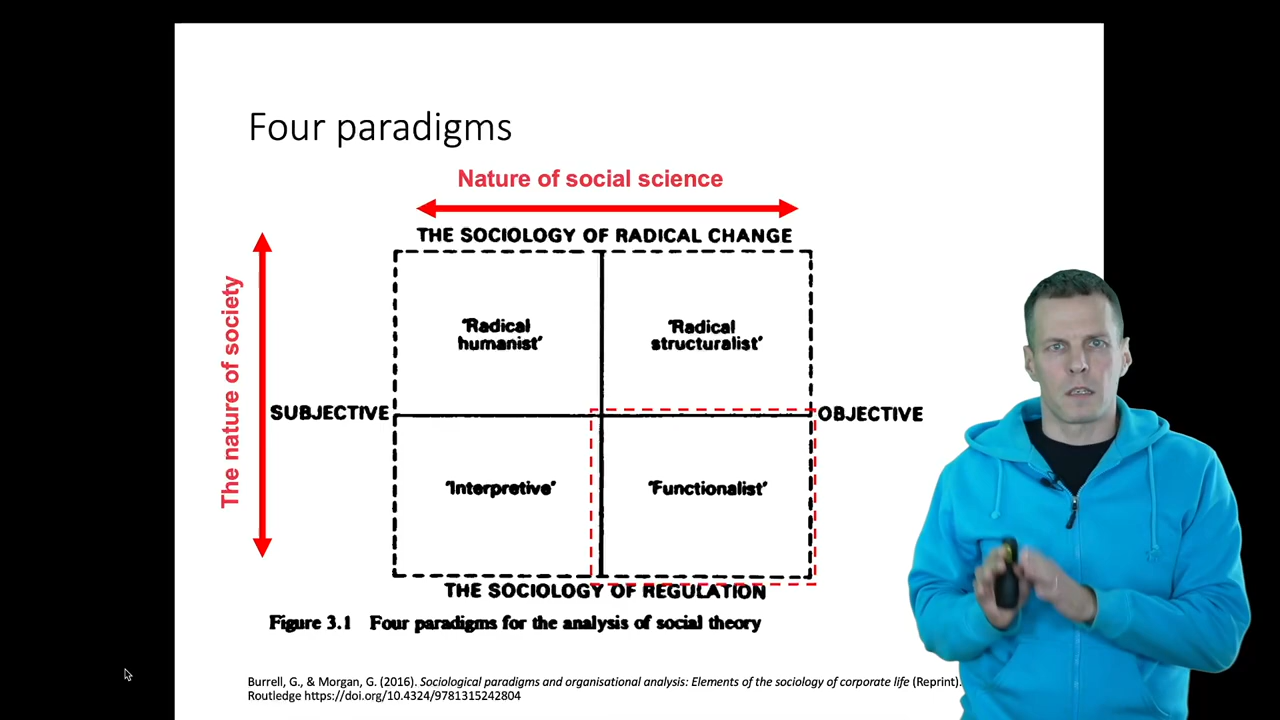 Four paradigms
Nature of social science
THE SOCIOLOGY OF RADICAL CHANGE
The nature of society
'Radical
humanist'
'Radical
structuralist'
SUBJECTIVE
OBJECTIVE
'Interpretive'
'Functionalist'
THE SOCIOLOGY OF REGULATION
Figure 3.1 Four paradigms for the analysis of social theory
Burrell, G., & Morgan, G. (2016). Sociological paradigms and organisational analysis: Elements of the sociology of corporate life (Reprint).
Routledge https://doi.org/10.4324/9781315242804